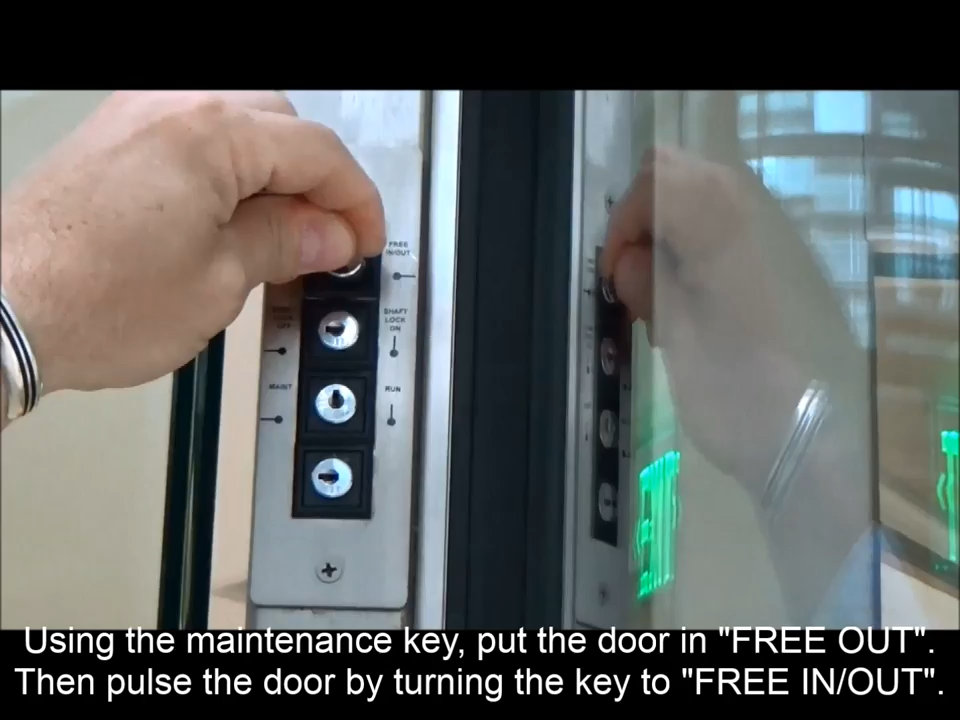 FREE
IN/OUT
SHAFT
LOCK
ON
OFF
MAINT
RUN
Using the maintenance key, put the door in "FREE OUT".
Then pulse the door by turning the key to "FREE IN/OUT".